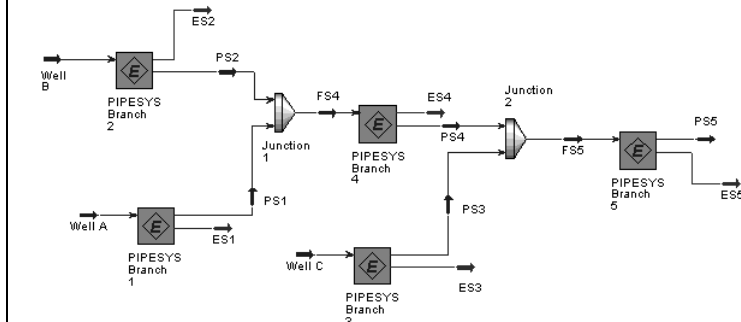 ES2
Well
B
PS2
PIPESYS
Branch
2
FS4
Junction
1
ES4
PS4
PIPESYS
Branch
4
Junction
2
FS5
PS5
PIPESYS
Branch
5
ES5
Well A
PS1
ES1
PIPESYS
Branch
1
PS3
Well C
ES3
PIPESYS
Branch
3
E
E
E
E
E